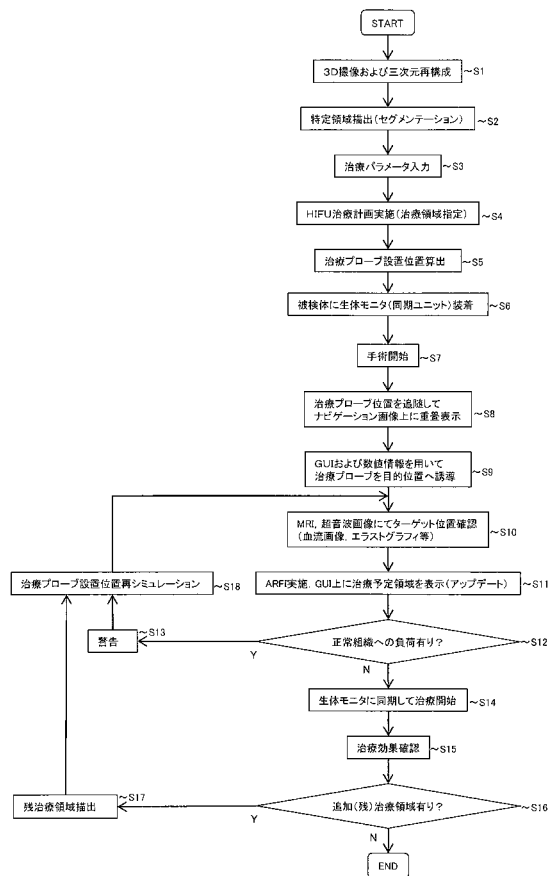 START
3D撮像および三次元再構成
~S1
特定領域描出(セグメンテーション)
~S2
治療パラメータ入力
~S3
HIFU治療計画実施(治療領域指定)
~S4
治療プローブ設置位置算出
~S5
被検体に生体モニタ(同期ユニット)装着
~S6
手術開始
~S7
治療プローブ位置を追随して
ナビゲーション画像上に重畳表示
~S8
GUIおよび数値情報を用いて
治療プローブを目的位置へ誘導
~S9
MRI, 超音波画像にてターゲット位置確認
(血流画像, エラストグラフィ等)
~S10
治療プローブ設置位置再シミュレーション
~S18
ARFI実施, GUI上に治療予定領域を表示(アップデート)
~S11
警告
~S13
正常組織への負荷有り?
~S12
Y
N
生体モニタに同期して治療開始
~S14
治療効果確認
~S15
残治療領域描出
~S17
追加(残)治療領域有り?
~S16
Y
N
END